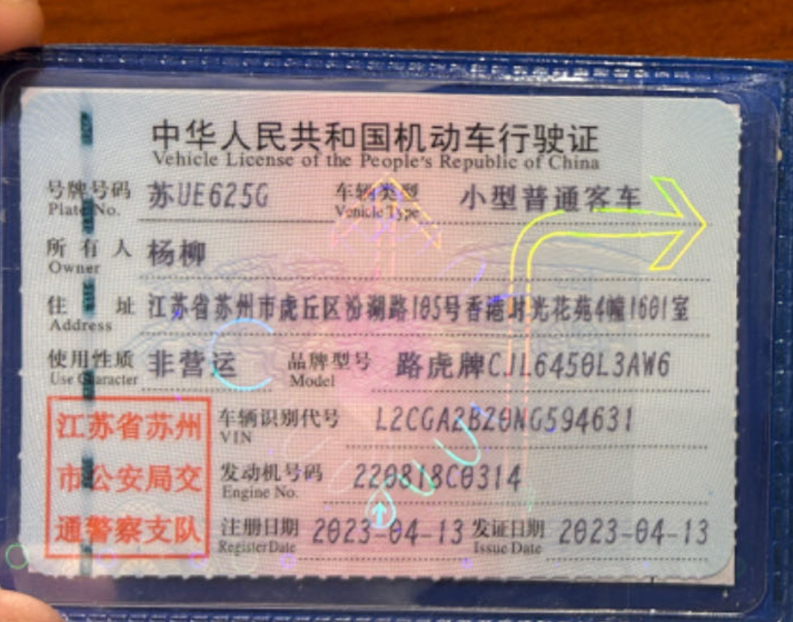 中华人民共和国机动车行驶证
Vehicle License of the People's Republic of China
号牌号码 苏UE625G 车辆类型 小型普通客车
Plate No. Vehicle Type
所有人 杨柳
Owner
住址 江苏省苏州市虎丘区汾湖路105号香港时光花苑4幢1601室
Address
使用性质 非营运 品牌型号 路虎牌CJL6450L3AW6
Use Character Model
江苏省苏州 车辆识别代号 L2CGA2B20NG594631
VIN
市公安局交 发动机号码 220818C0314
Engine No.
通警察支队 注册日期 2023-04-13 发证日期 2023-04-13
Register Date Issue Date